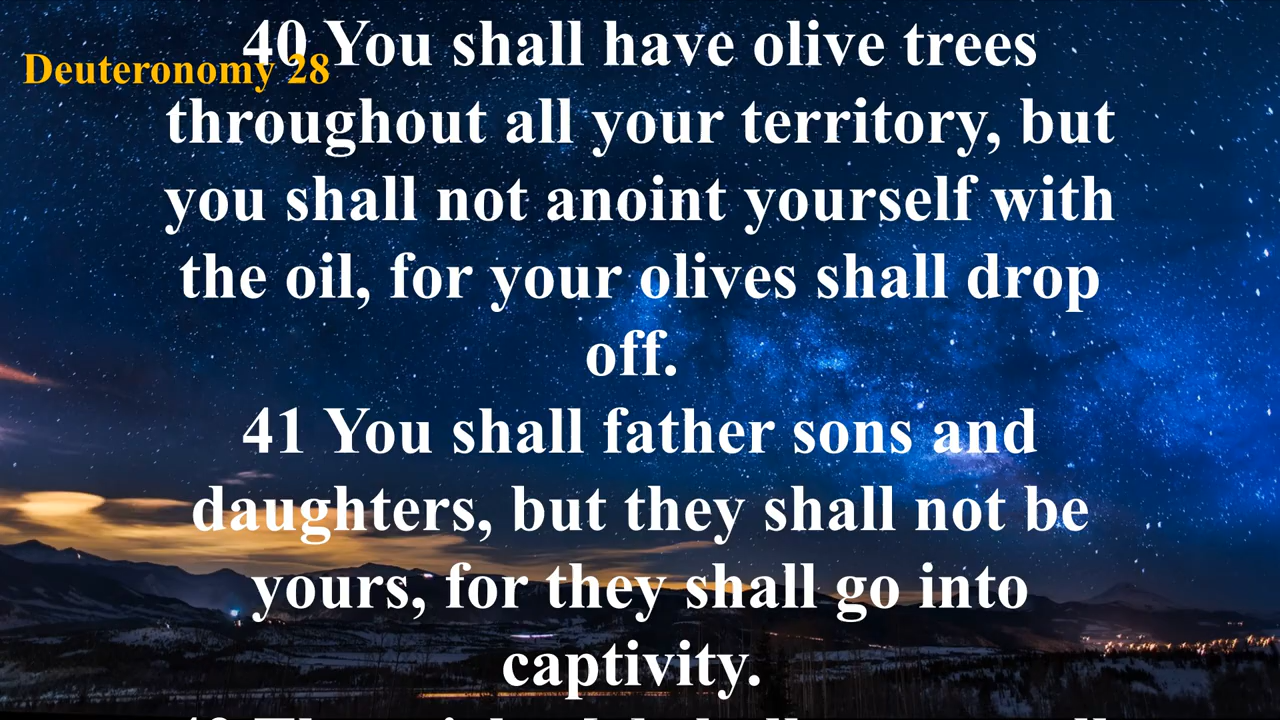 40 You shall have olive trees
Deuteronomy 28
throughout all your territory, but
you shall not anoint yourself with
the oil, for your olives shall drop
off.
41 You shall father sons and
daughters, but they shall not be
yours, for they shall go into
captivity.